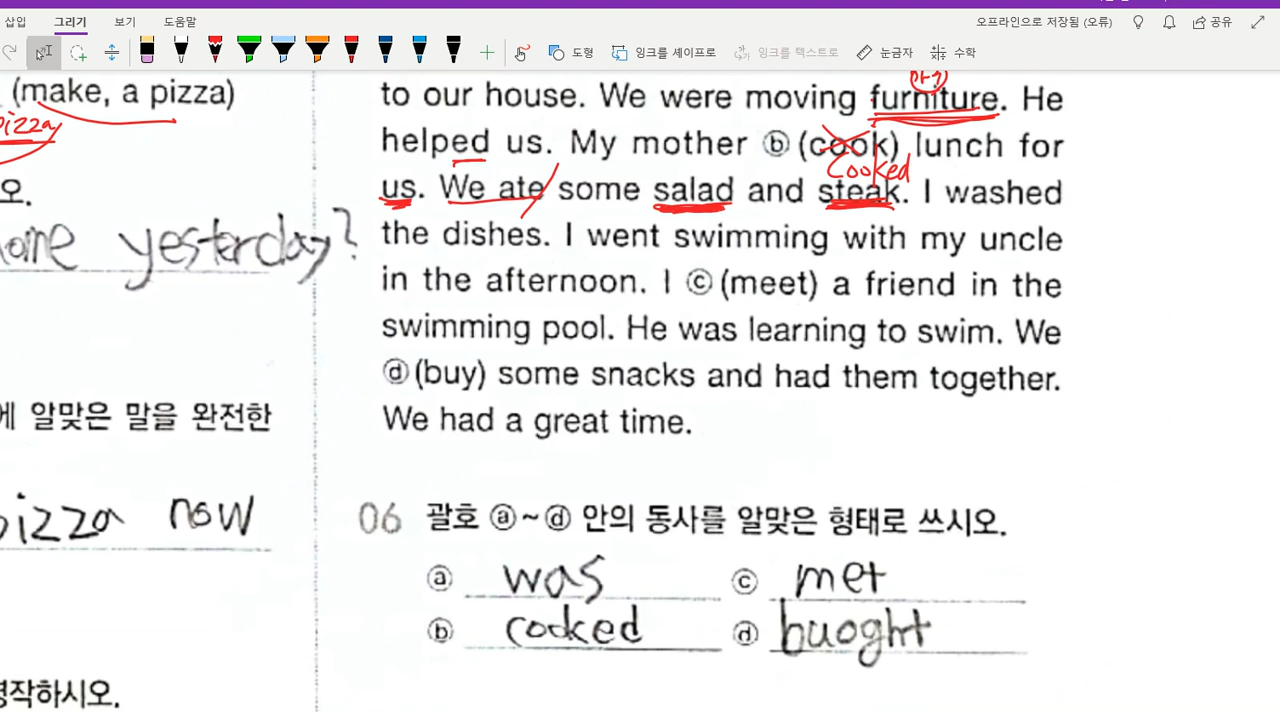 삽입 그리기 보기 도움말 오프라인으로 저장됨 (오류) 공유
도형 잉크를 셰이프로 잉크를 텍스트로 눈금자 수학
(make, a pizza)
pizza
오.
ome yesterday?
에 알맞은 말을 완전한
pizza now
명작하시오.
to our house. We were moving furniture. He
helped us. My mother ⓑ (cook) lunch for
cooked
us. We ate some salad and steak. I washed
the dishes. I went swimming with my uncle
in the afternoon. I ⓒ (meet) a friend in the
swimming pool. He was learning to swim. We
ⓓ (buy) some snacks and had them together.
We had a great time.
06 괄호 ⓐ~ⓓ 안의 동사를 알맞은 형태로 쓰시오.
ⓐ was ⓒ met
ⓑ cooked ⓓ buoght